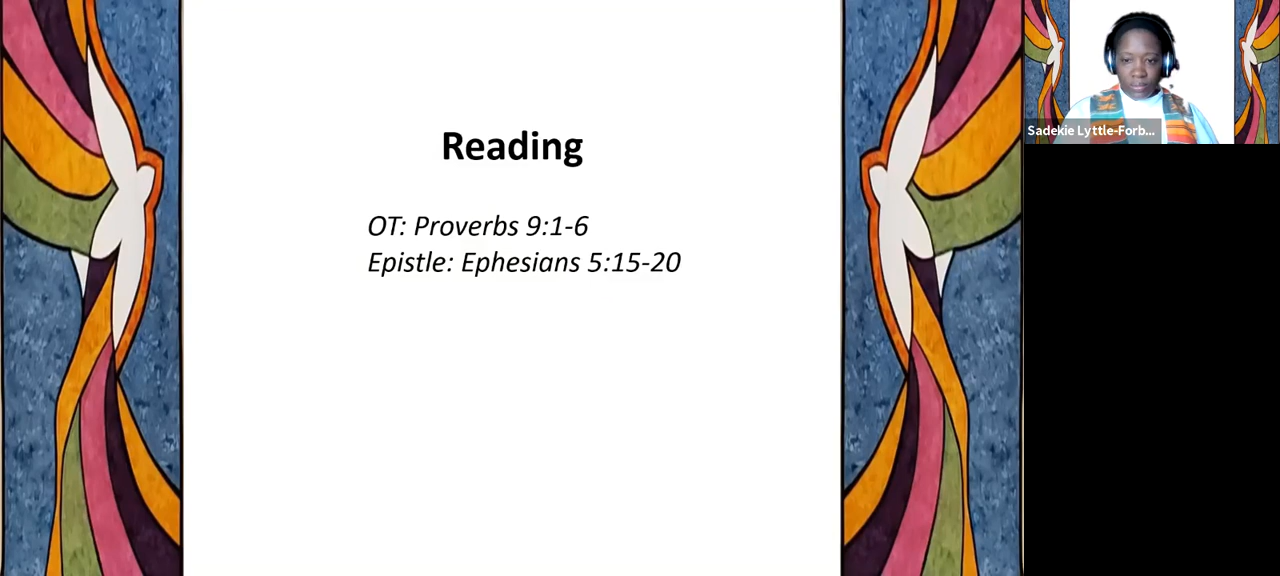 Reading
OT: Proverbs 9:1-6
Epistle: Ephesians 5:15-20
Sadekie Lyttle-Forb...